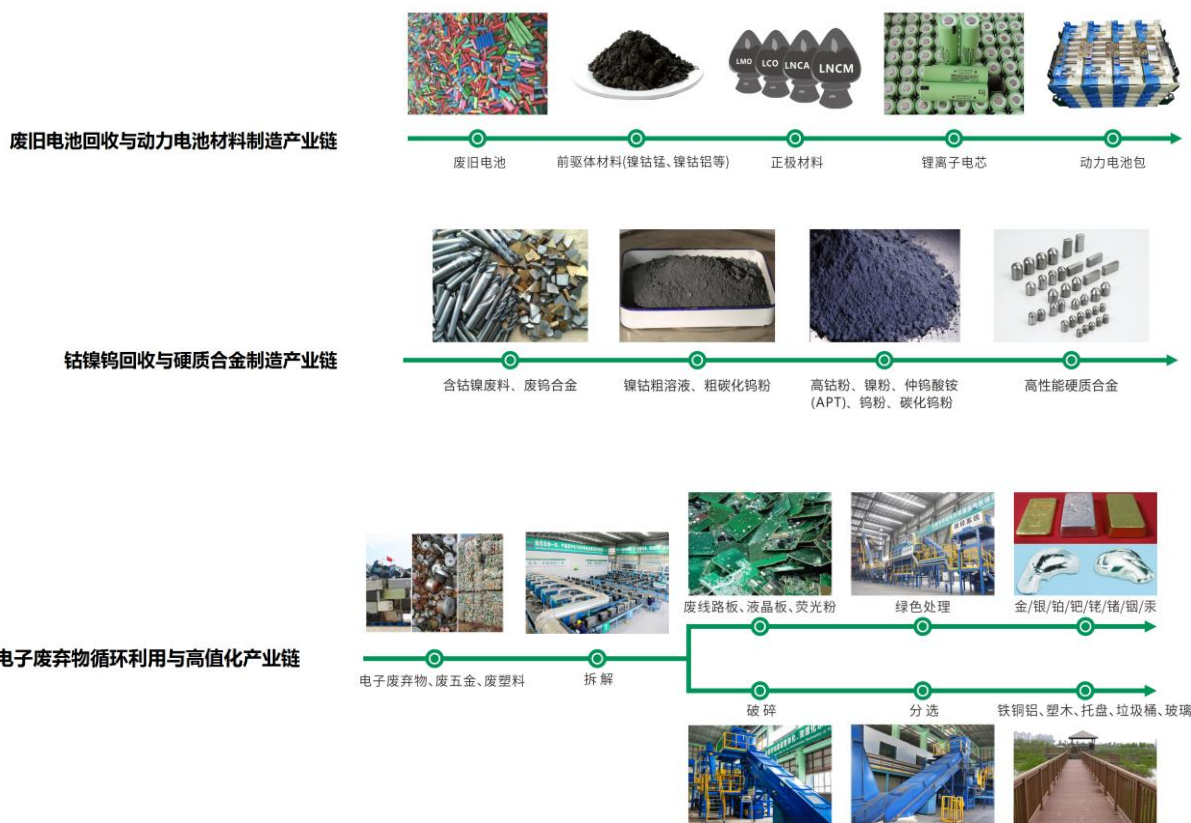 LMO
LCO
LNCA
LNCM
废旧电池回收与动力电池材料制造产业链
废旧电池
前驱体材料(镍钴锰、镍钴铝等)
正极材料
锂离子电芯
动力电池包
钴镍钨回收与硬质合金制造产业链
含钴镍废料、废钨合金
镍钴粗溶液、粗碳化钨粉
高钴粉、镍粉、仲钨酸铵
(APT)、钨粉、碳化钨粉
高性能硬质合金
废线路板、液晶板、荧光粉
绿色处理
金/银/铂/钯/铑/锗/铟/汞
电子废弃物循环利用与高值化产业链
电子废弃物、废五金、废塑料
拆解
破碎
分选
铁铜铝、塑木、托盘、垃圾桶、玻璃